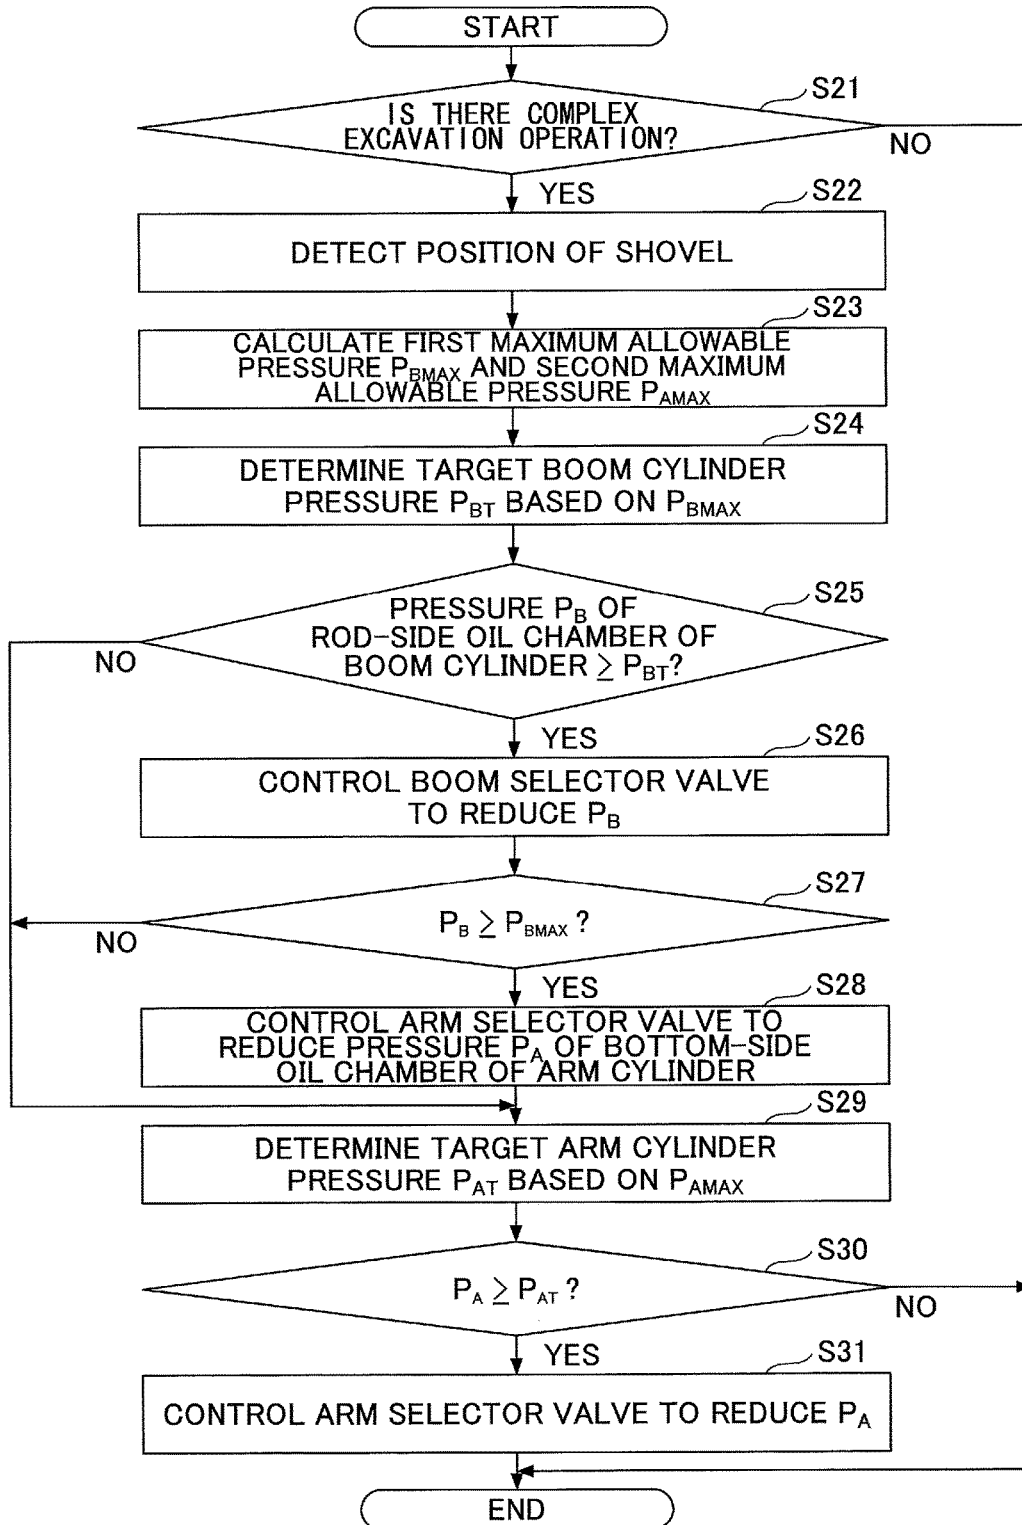 START
S21
IS THERE COMPLEX
EXCAVATION OPERATION?
NO
YES
S22
DETECT POSITION OF SHOVEL
S23
CALCULATE FIRST MAXIMUM ALLOWABLE
PRESSURE PBMAX AND SECOND MAXIMUM
ALLOWABLE PRESSURE PAMAX
S24
DETERMINE TARGET BOOM CYLINDER
PRESSURE PBT BASED ON PBMAX
S25
PRESSURE PB OF
ROD-SIDE OIL CHAMBER OF
BOOM CYLINDER ≥ PBT?
NO
YES
S26
CONTROL BOOM SELECTOR VALVE
TO REDUCE PB
S27
PB ≥ PBMAX ?
NO
YES
S28
CONTROL ARM SELECTOR VALVE TO
REDUCE PRESSURE PA OF BOTTOM-SIDE
OIL CHAMBER OF ARM CYLINDER
S29
DETERMINE TARGET ARM CYLINDER
PRESSURE PAT BASED ON PAMAX
S30
PA ≥ PAT ?
NO
YES
S31
CONTROL ARM SELECTOR VALVE TO REDUCE PA
END